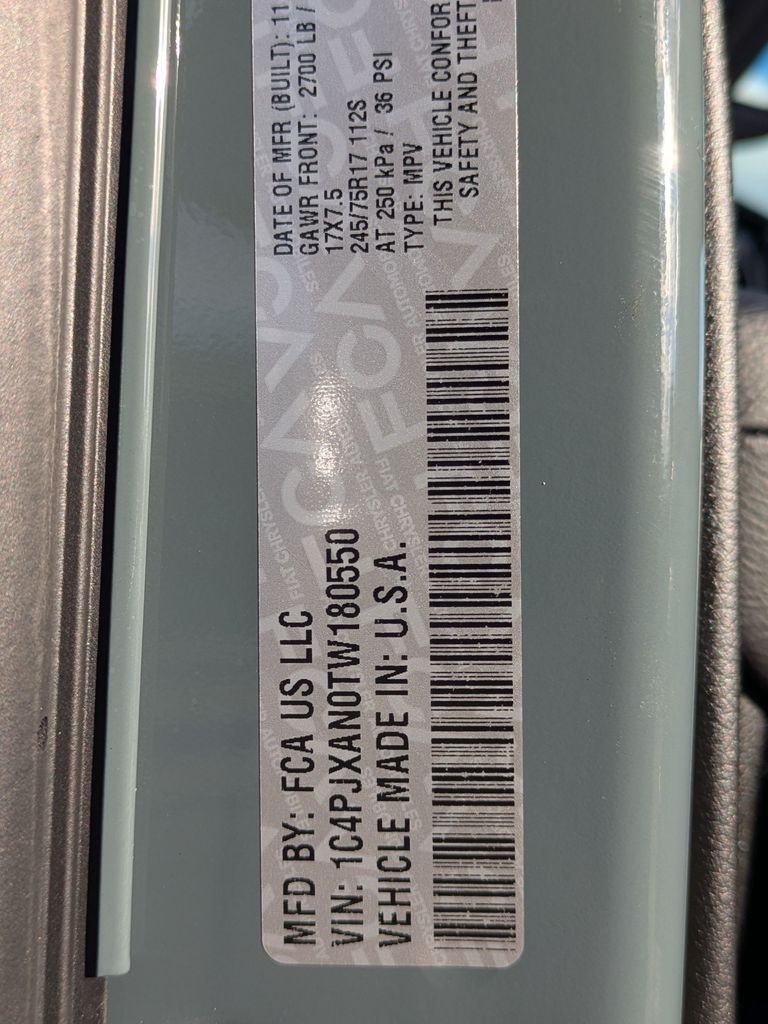 MFD BY: FCA US LLC
VIN: 1C4PJXAN0TW180550
VEHICLE MADE IN: U.S.A.
DATE OF MFR (BUILT): 11
GAWR FRONT: 2700 LB /
17X7.5
245/75R17 112S
AT 250 kPa / 36 PSI
TYPE: MPV
THIS VEHICLE CONFOR
SAFETY AND THEFT